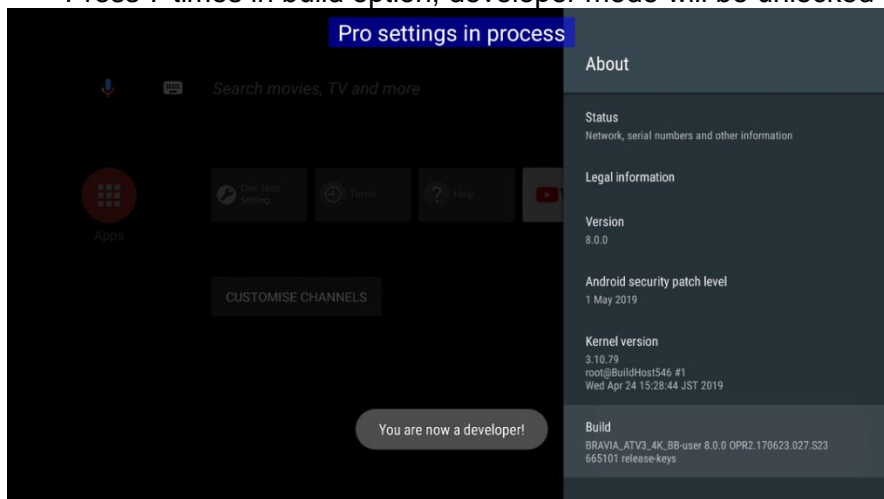 Press 7 times in build option, developer mode will be unlocked
Pro settings in process
About
Search movies, TV and more
Status
Network, serial numbers and other information
Legal information
One Stop
Setting
Timer
Help
Apps
Version
8.0.0
CUSTOMISE CHANNELS
Android security patch level
1 May 2019
Kernel version
3.10.79
root@BuildHost546 #1
Wed Apr 24 15:28:44 JST 2019
You are now a developer!
Build
BRAVIA_ATV3_4K_BB-user 8.0.0 OPR2.170623.027.S23
665101 release-keys